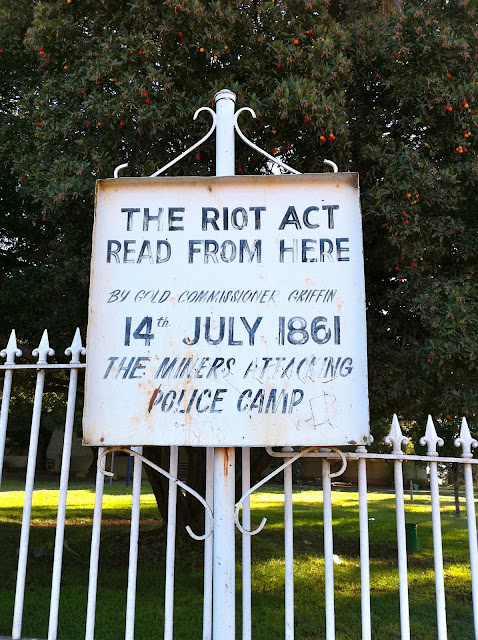 THE RIOT ACT
READ FROM HERE
BY GOLD COMMISSIONER GRIFFIN
14th JULY 1861
THE MINERS ATTACKING
POLICE CAMP